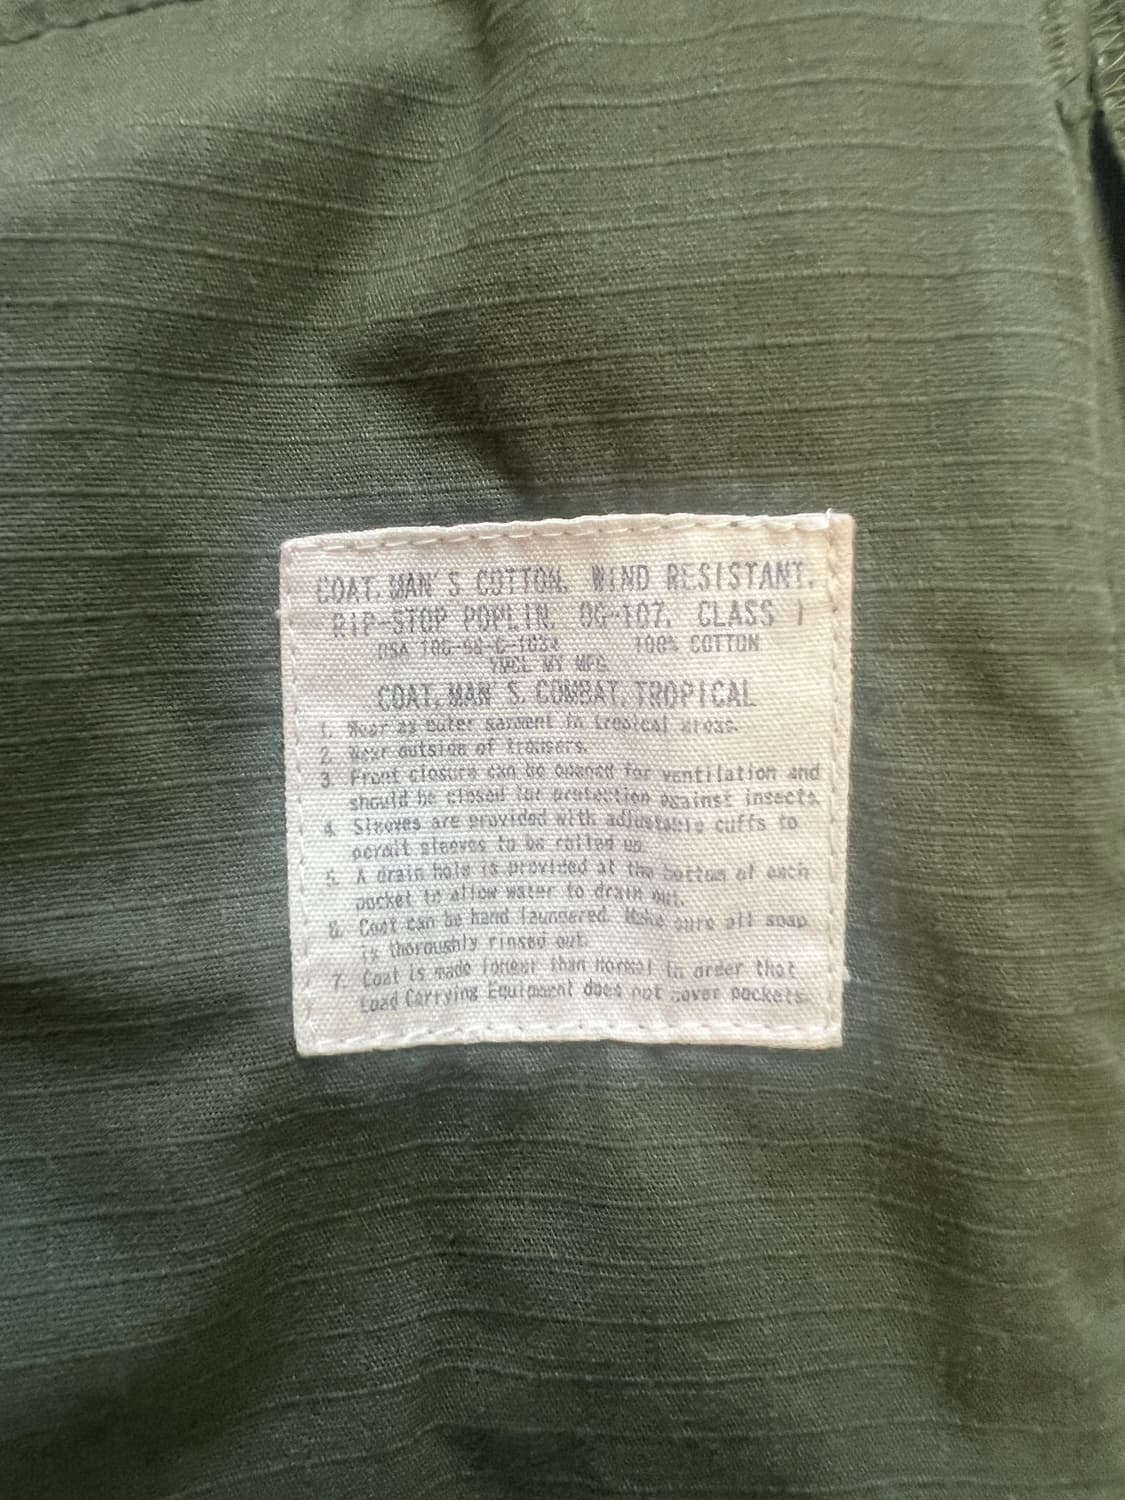 COAT, MAN'S COTTON, WIND RESISTANT,
RIP-STOP POPLIN, OG-107, CLASS 1
DSA 100% COTTON
MFG.
COAT, MAN'S, COMBAT, TROPICAL
1. Wear as outer garment in tropical areas.
2. Wear outside of trousers.
3. Front closure can be opened for ventilation and
should be closed for protection against insects.
4. Sleeves are provided with adjustable cuffs to
permit sleeves to be rolled up.
5. A drain hole is provided at the bottom of each
pocket to allow water to drain out.
6. Coat can be hand laundered. Make sure all soap
is thoroughly rinsed out.
7. Coat is made longer than normal in order that
Load Carrying Equipment does not cover pockets.